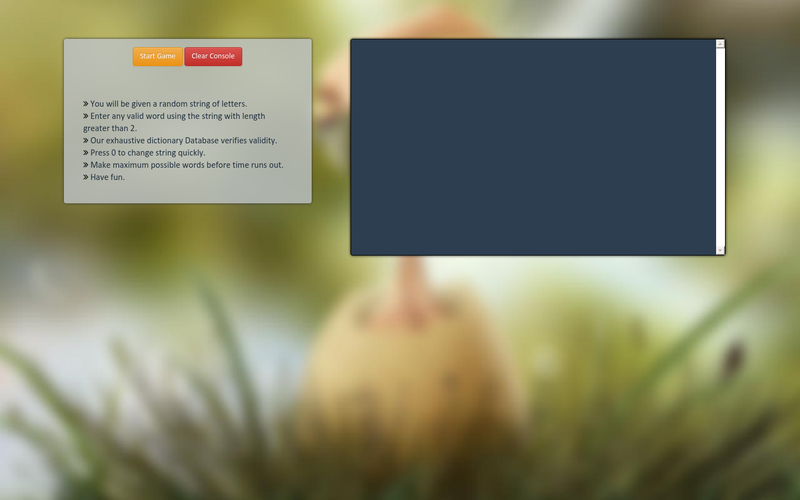 Start Game Clear Console
» You will be given a random string of letters.
» Enter any valid word using the string with length
greater than 2.
» Our exhaustive dictionary Database verifies validity.
» Press 0 to change string quickly.
» Make maximum possible words before time runs out.
» Have fun.